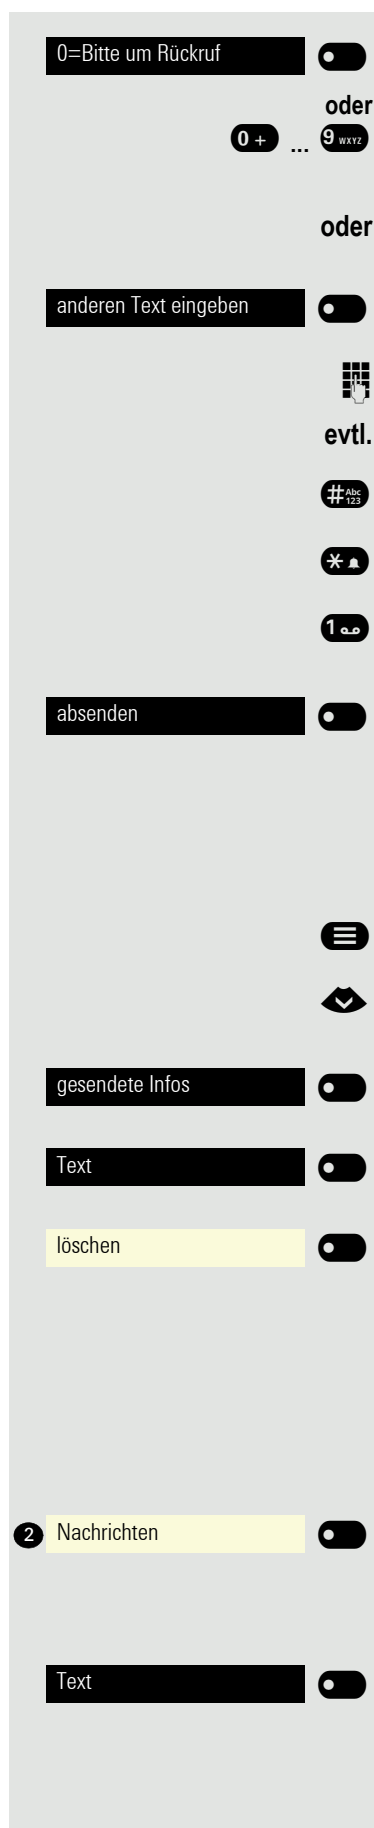 0=Bitte um Rückruf
oder
0 + ... 9 WXYZ
oder
anderen Text eingeben
evtl.
# Abc 123
1
absenden
gesendete Infos
Text
löschen
2 Nachrichten
Text